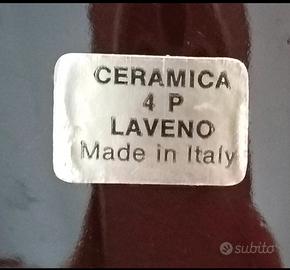 CERAMICA
4 P
LAVENO
Made in Italy
subito